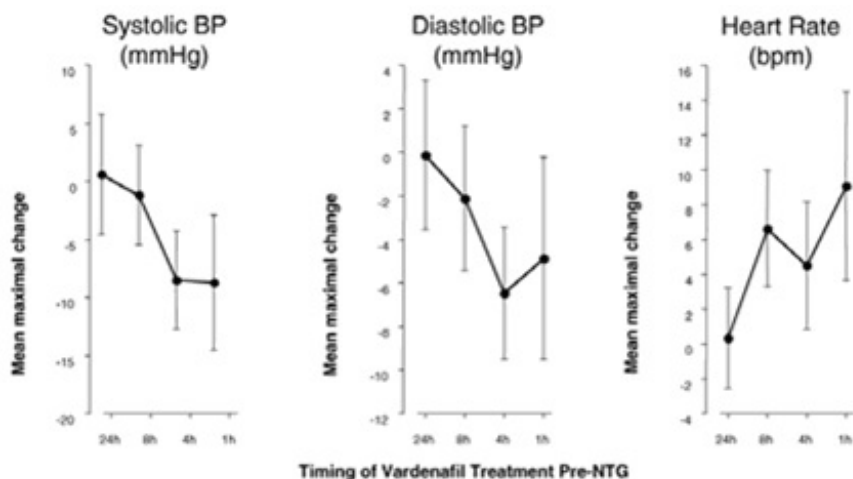 Systolic BP
(mmHg)
10
5
0
-5
-10
-15
-20
24h 8h 4h 1h
Mean maximal change
Diastolic BP
(mmHg)
4
2
0
-2
-4
-6
-8
-10
-12
24h 8h 4h 1h
Mean maximal change
Heart Rate
(bpm)
16
14
12
10
8
6
4
2
0
-2
-4
24h 8h 4h 1h
Mean maximal change
Timing of Vardenafil Treatment Pre-NTG